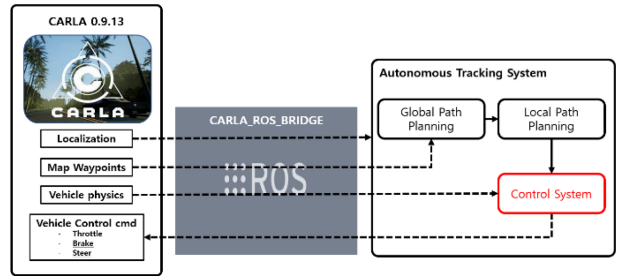 CARLA 0.9.13
CARLA
Localization
Map Waypoints
Vehicle physics
Vehicle Control cmd
- Throttle
- Brake
- Steer
CARLA_ROS_BRIDGE
ROS
Autonomous Tracking System
Global Path
Planning
Local Path
Planning
Control System